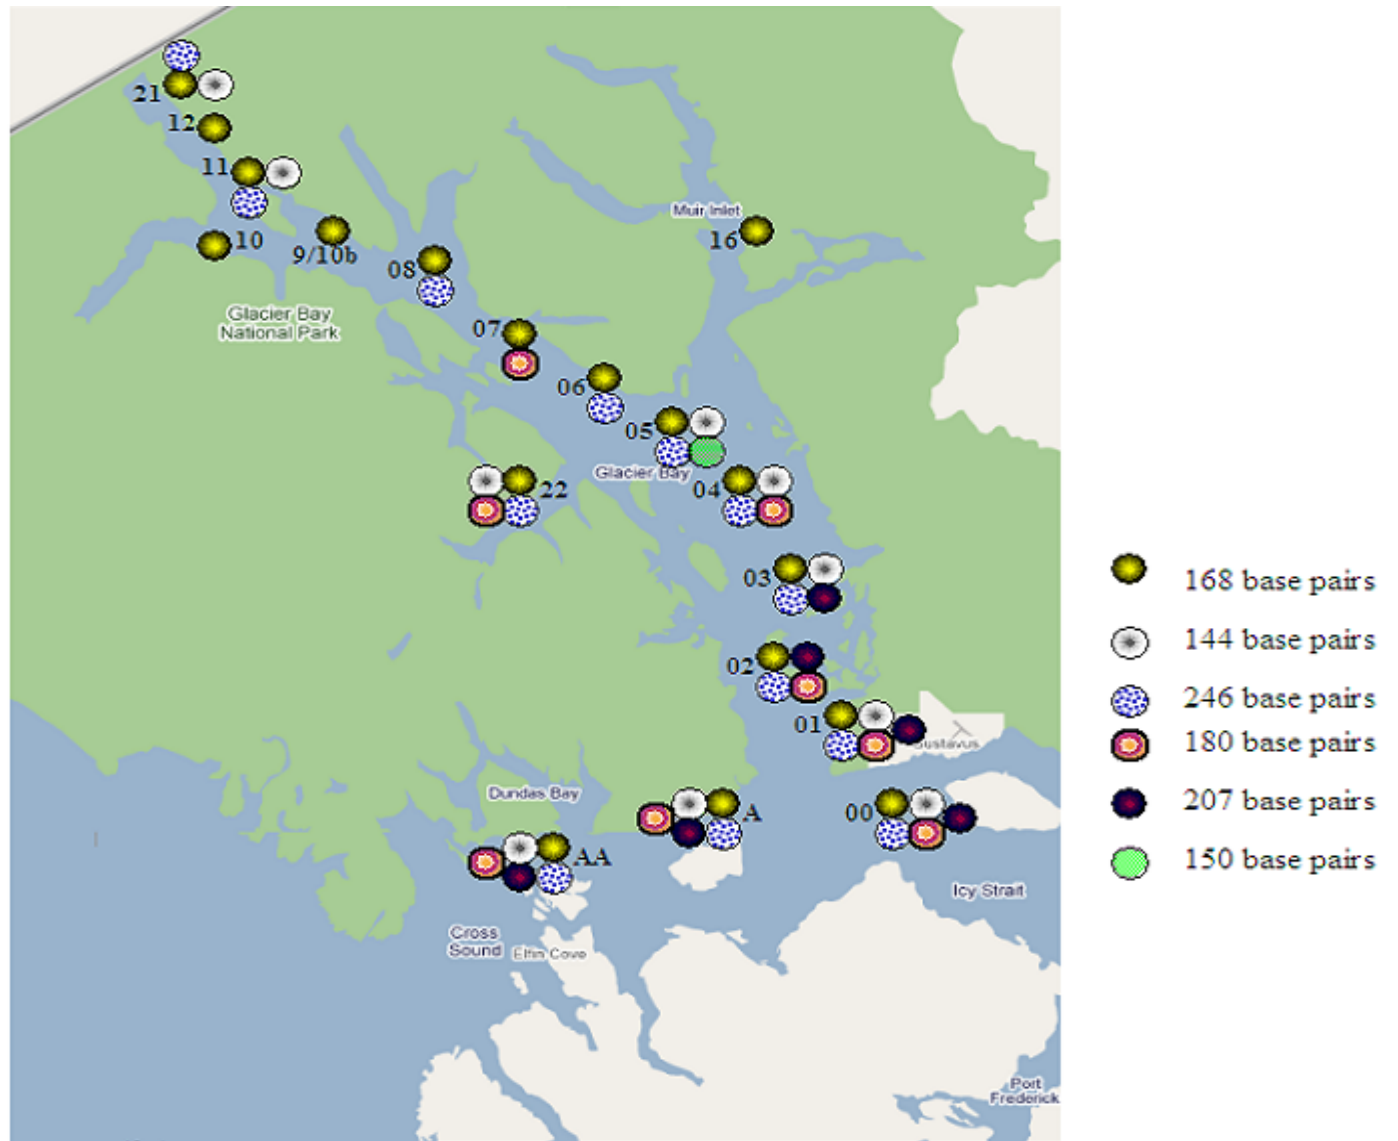 21
12
11
Muir Inlet
16
10
9/10b
08
Glacier Bay
National Park
07
06
05
Glacier Bay
04
22
03
02
01
Gustavus
Dundas Bay
A
00
AA
Icy Strait
Cross
Sound
Elfin Cove
Port
Frederick
168 base pairs
144 base pairs
246 base pairs
180 base pairs
207 base pairs
150 base pairs